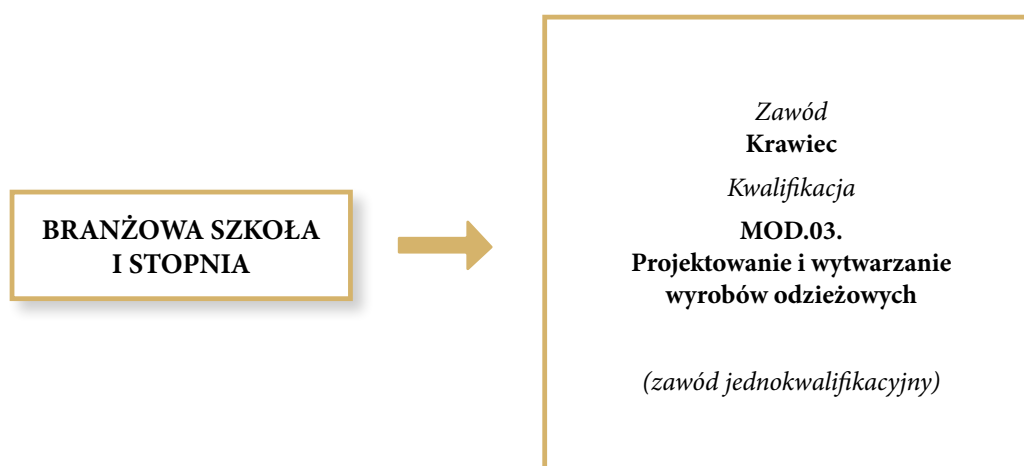 BRANŻOWA SZKOŁA
I STOPNIA
Zawód
Krawiec
Kwalifikacja
MOD.03.
Projektowanie i wytwarzanie
wyrobów odzieżowych
(zawód jednokwalifikacyjny)